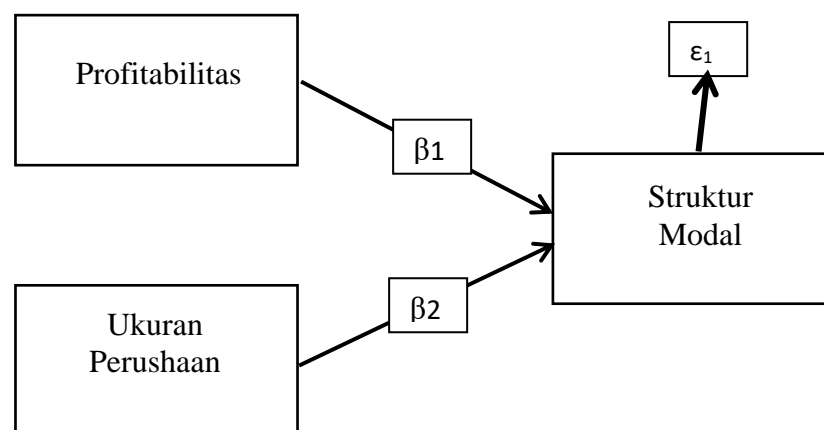 Profitabilitas
ε1
β1
Struktur
Modal
β2
Ukuran
Perushaan